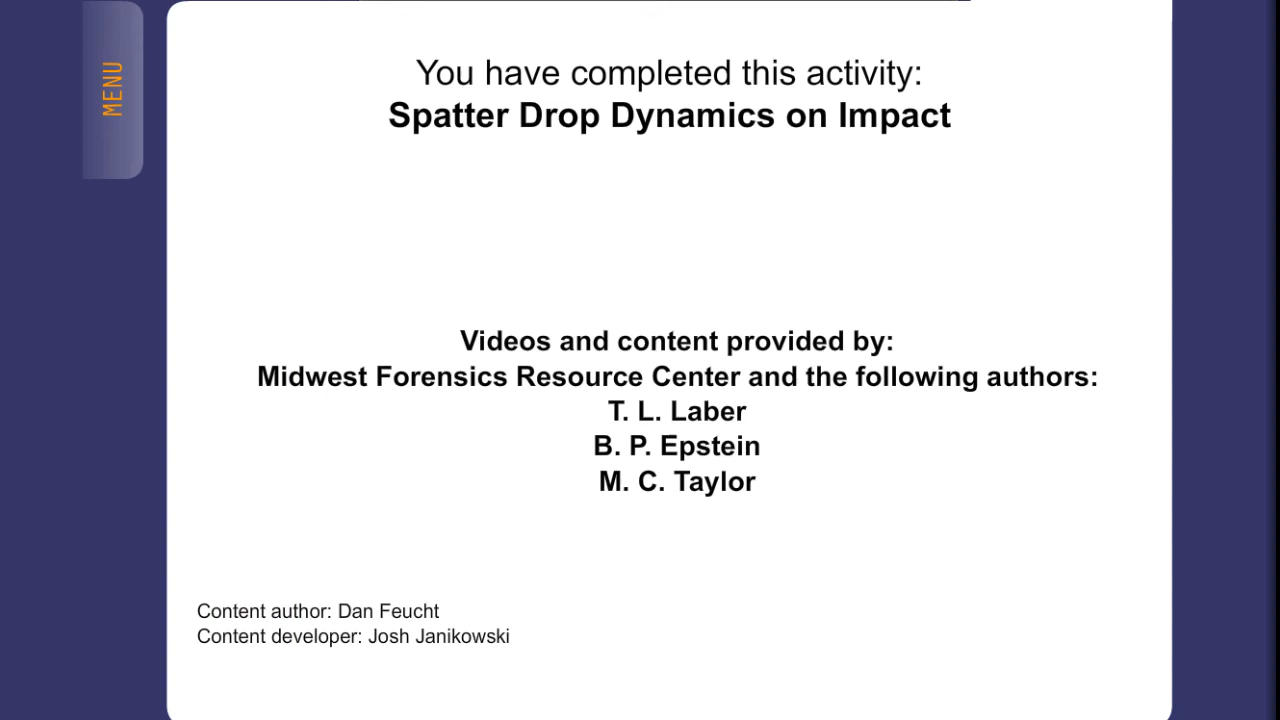 MENU
You have completed this activity:
Spatter Drop Dynamics on Impact
Videos and content provided by:
Midwest Forensics Resource Center and the following authors:
T. L. Laber
B. P. Epstein
M. C. Taylor
Content author: Dan Feucht
Content developer: Josh Janikowski